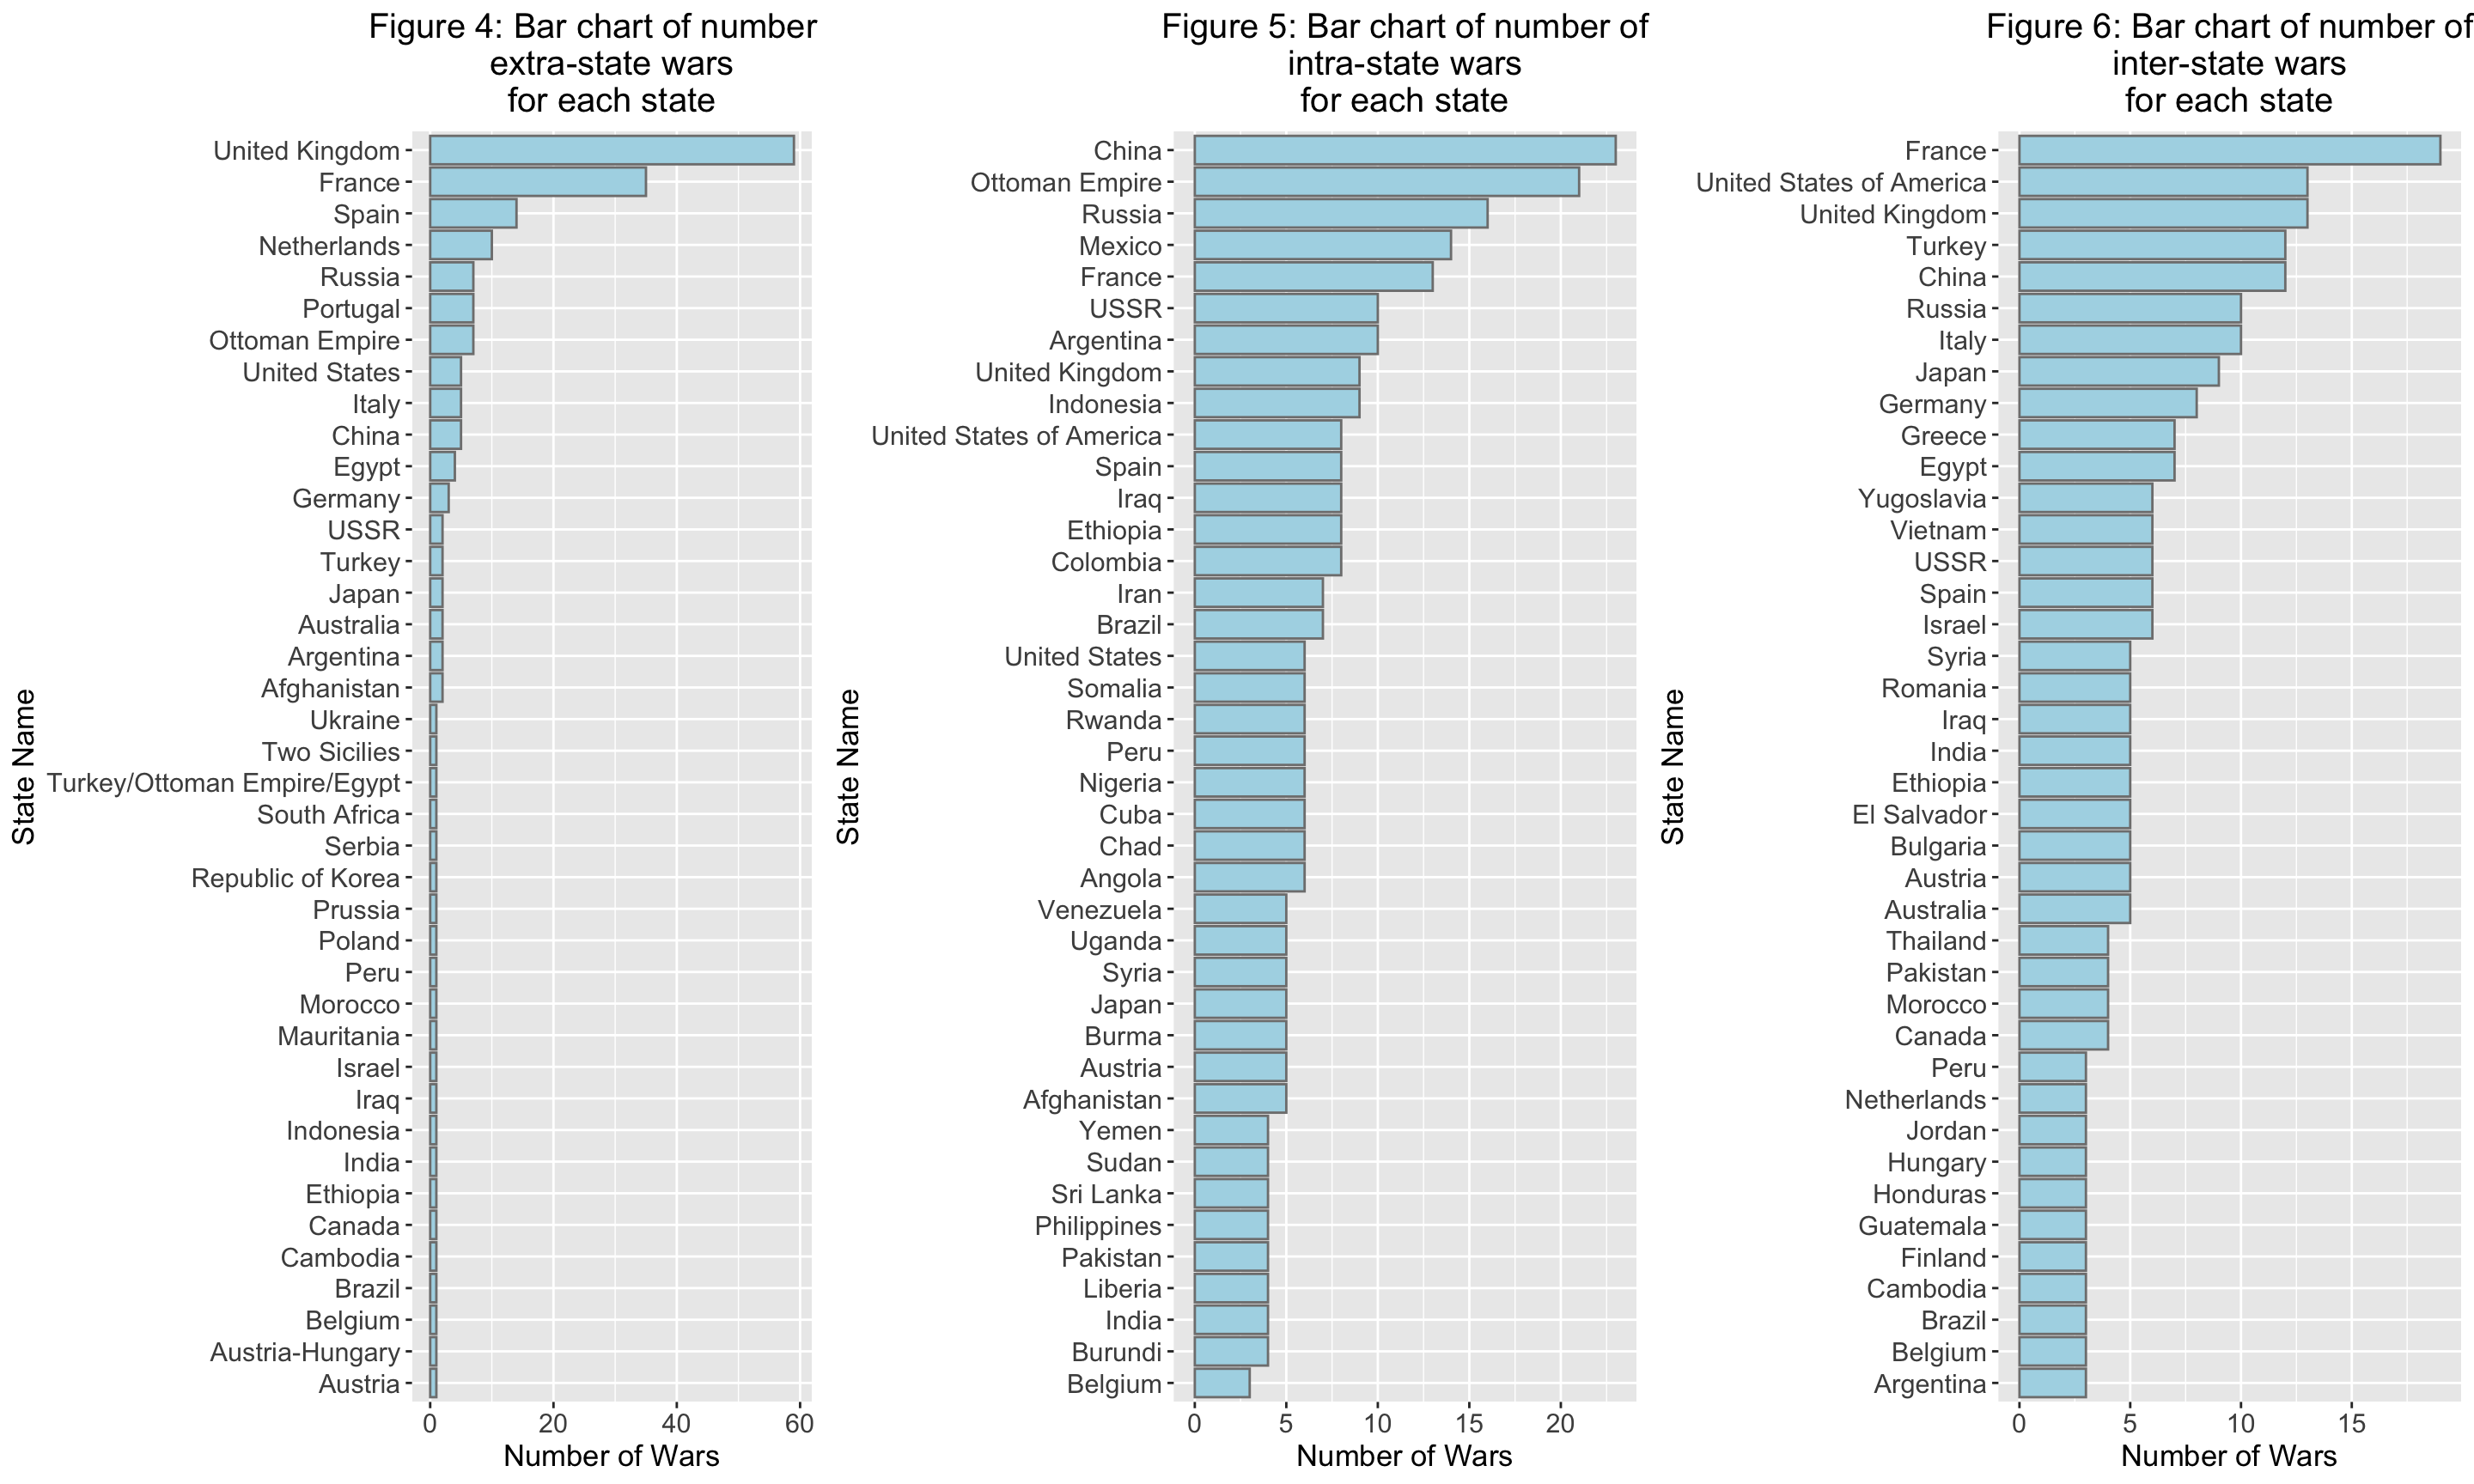 Figure 4: Bar chart of number
extra-state wars
for each state
State Name
United Kingdom
France
Spain
Netherlands
Russia
Portugal
Ottoman Empire
United States
Italy
China
Egypt
Germany
USSR
Turkey
Japan
Australia
Argentina
Afghanistan
Ukraine
Two Sicilies
Turkey/Ottoman Empire/Egypt
South Africa
Serbia
Republic of Korea
Prussia
Poland
Peru
Morocco
Mauritania
Israel
Iraq
Indonesia
India
Ethiopia
Canada
Cambodia
Brazil
Belgium
Austria-Hungary
Austria
0 20 40 60
Number of Wars
Figure 5: Bar chart of number of
intra-state wars
for each state
State Name
China
Ottoman Empire
Russia
Mexico
France
USSR
Argentina
United Kingdom
Indonesia
United States of America
Spain
Iraq
Ethiopia
Colombia
Iran
Brazil
United States
Somalia
Rwanda
Peru
Nigeria
Cuba
Chad
Angola
Venezuela
Uganda
Syria
Japan
Burma
Austria
Afghanistan
Yemen
Sudan
Sri Lanka
Philippines
Pakistan
Liberia
India
Burundi
Belgium
0 5 10 15 20
Number of Wars
Figure 6: Bar chart of number of
inter-state wars
for each state
State Name
France
United States of America
United Kingdom
Turkey
China
Russia
Italy
Japan
Germany
Greece
Egypt
Yugoslavia
Vietnam
USSR
Spain
Israel
Syria
Romania
Iraq
India
Ethiopia
El Salvador
Bulgaria
Austria
Australia
Thailand
Pakistan
Morocco
Canada
Peru
Netherlands
Jordan
Hungary
Honduras
Guatemala
Finland
Cambodia
Brazil
Belgium
Argentina
0 5 10 15
Number of Wars